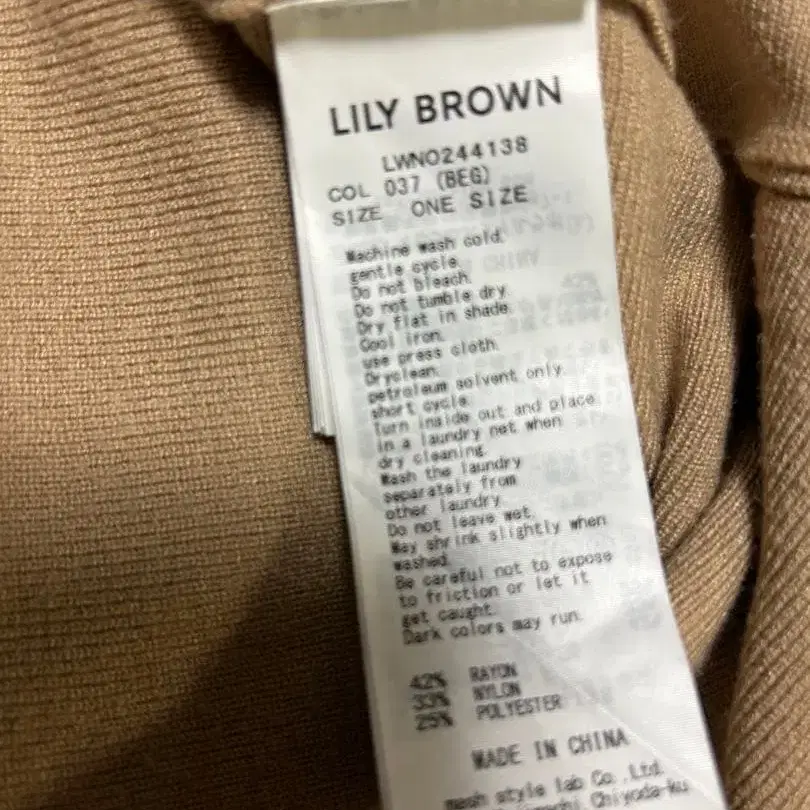 LILY BROWN
LWNO244138
COL 037 (BEG)
SIZE ONE SIZE
Machine wash cold.
gentle cycle.
Do not bleach.
Do not tumble dry.
Dry flat in shade.
Cool iron.
use press cloth.
Dryclean.
petroleum solvent only.
short cycle.
Turn inside out and place
in a laundry net when
dry cleaning.
Wash the laundry
separately from
other laundry.
Do not leave wet.
May shrink slightly when
washed.
Be careful not to expose
to friction or let it
get caught.
Dark colors may run.
42% RAYON
33% NYLON
25% POLYESTER
MADE IN CHINA
mash style lab Co.,Ltd.
Chiyoda-ku